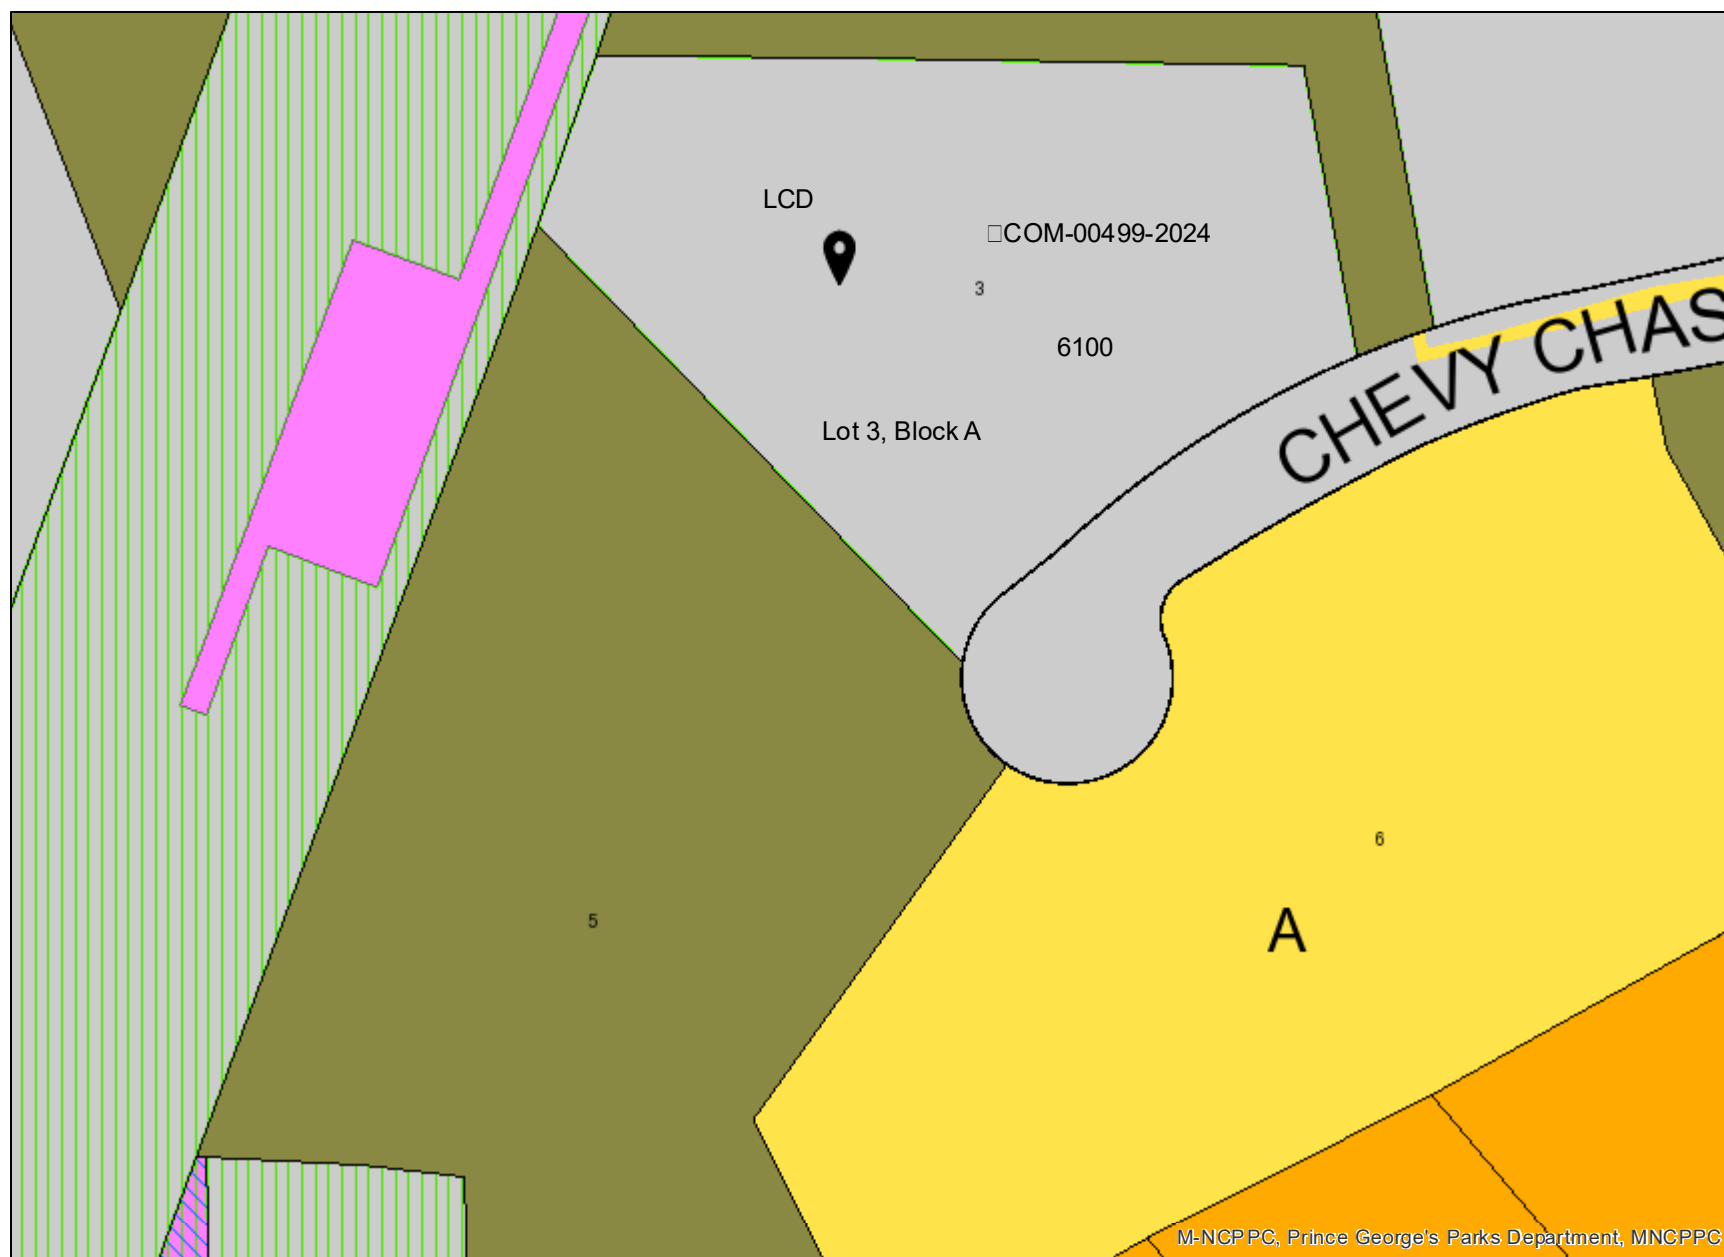 LCD
COM-00499-2024
3
6100
CHEVY CHAS
Lot 3, Block A
6
5
A
M-NCPPC, Prince George's Parks Department, MNCPPC